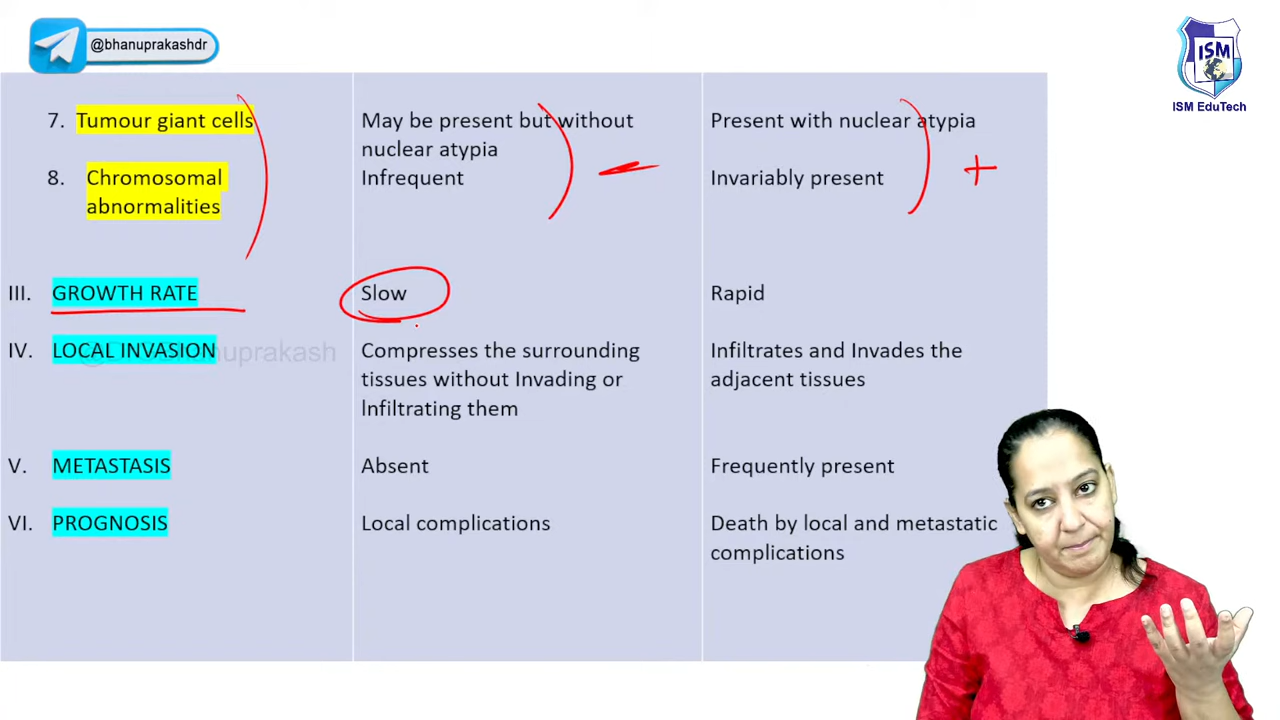 @bhanuprakashdr
ISM
ISM EduTech
7. Tumour giant cells
May be present but without
nuclear atypia
Present with nuclear atypia
8. Chromosomal
abnormalities
Infrequent
Invariably present
-
+
III. GROWTH RATE
Slow
Rapid
IV. LOCAL INVASION
Compresses the surrounding
tissues without Invading or
Infiltrating them
Infiltrates and Invades the
adjacent tissues
V. METASTASIS
Absent
Frequently present
VI. PROGNOSIS
Local complications
Death by local and metastatic
complications